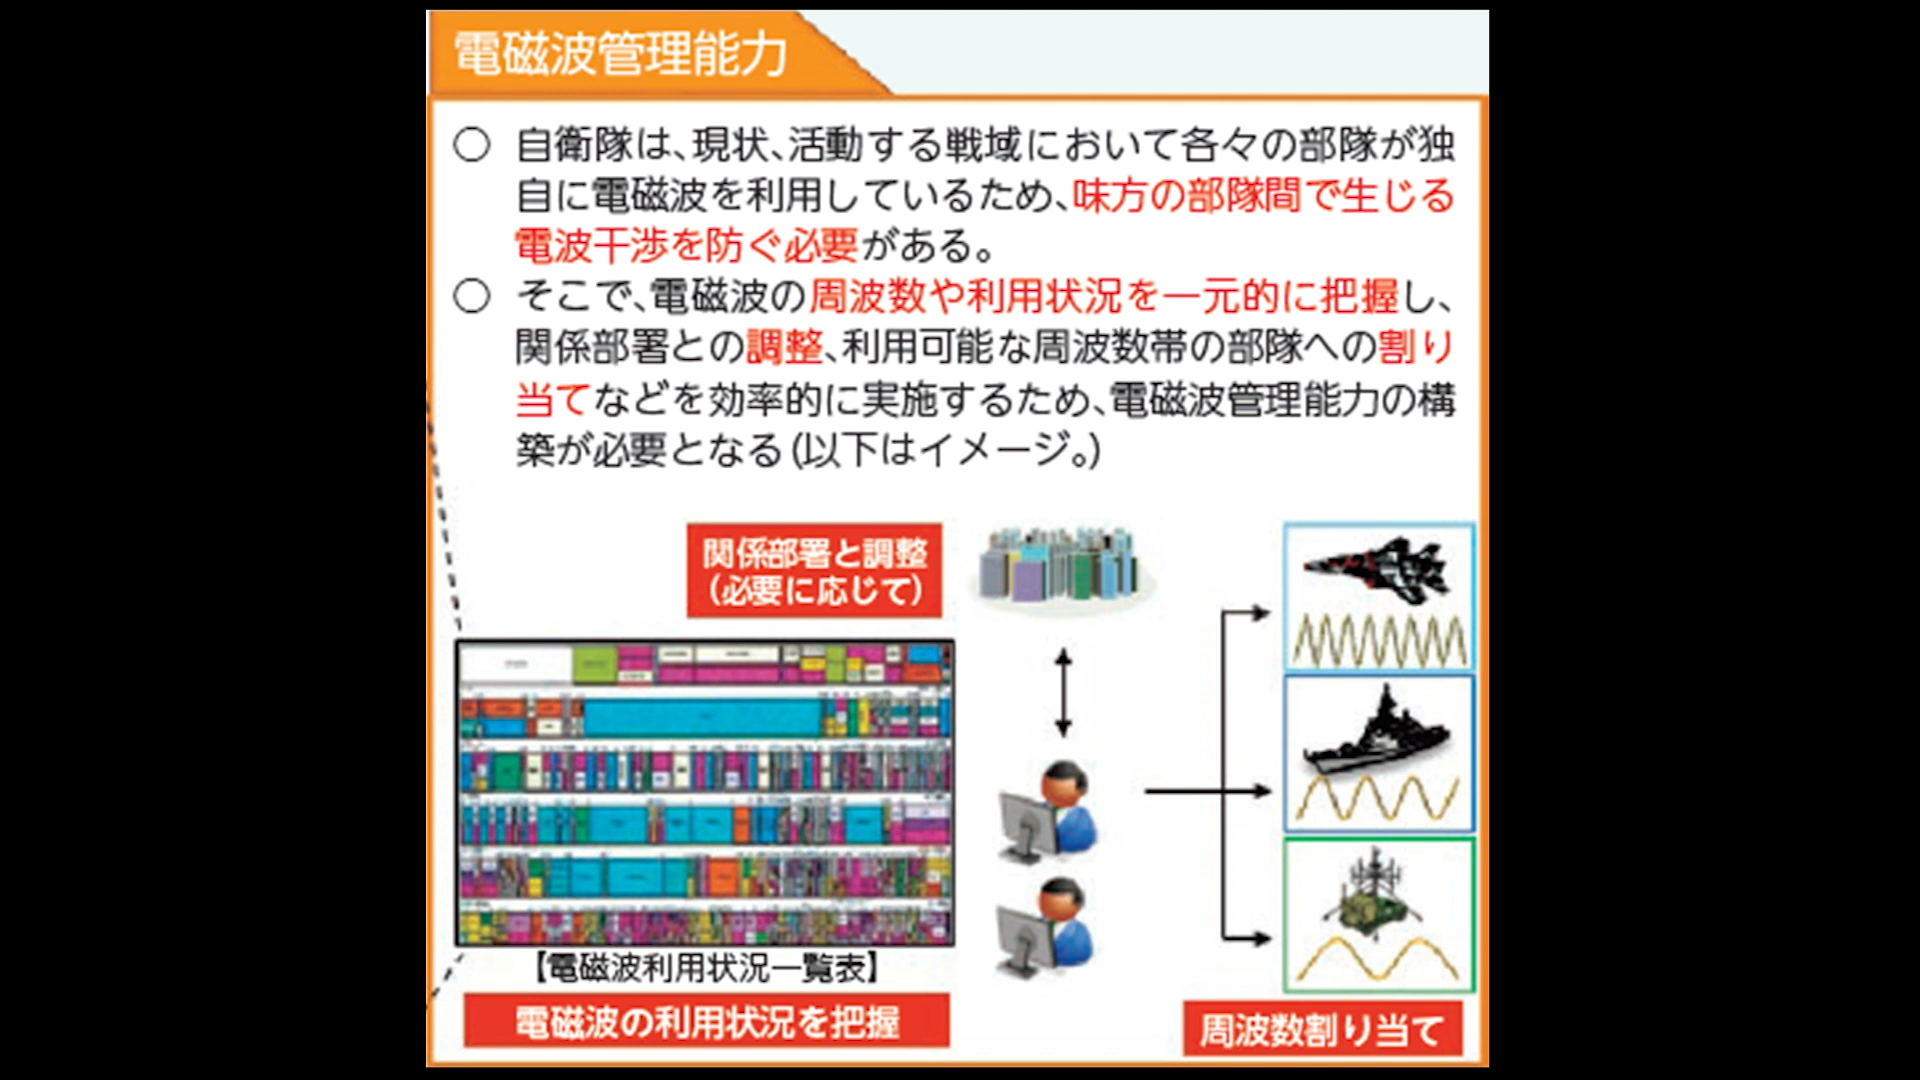 電磁波管理能力
○ 自衛隊は、現状、活動する戦域において各々の部隊が独
自に電磁波を利用しているため、味方の部隊間で生じる
電波干渉を防ぐ必要がある。
○ そこで、電磁波の周波数や利用状況を一元的に把握し、
関係部署との調整、利用可能な周波数帯の部隊への割り
当てなどを効率的に実施するため、電磁波管理能力の構
築が必要となる(以下はイメージ。)
関係部署と調整
(必要に応じて)
【電磁波利用状況一覧表】
電磁波の利用状況を把握
周波数割り当て